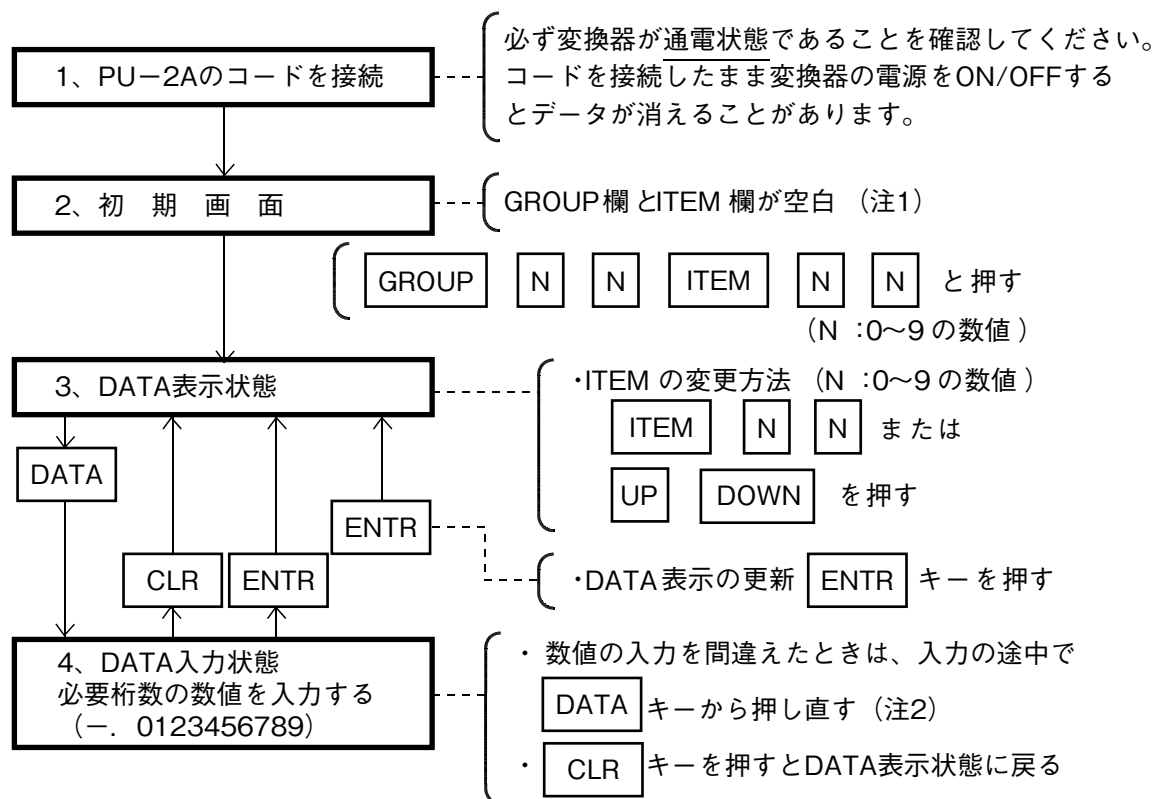 1、PU−2Aのコードを接続
必ず変換器が通電状態であることを確認してください。
コードを接続したまま変換器の電源をON/OFFする
とデータが消えることがあります。
2、初　期　画　面
GROUP欄とITEM 欄が空白 （注1）
GROUP N N ITEM N N と押す
（N :0〜9 の数値 ）
3、DATA表示状態
・ITEM の変更方法 （N :0〜9 の数値 ）
ITEM N N または
UP DOWN を押す
DATA
ENTR
CLR
ENTR
・DATA表示の更新 ENTR キーを押す
4、DATA入力状態
必要桁数の数値を入力する
（−．0123456789）
・ 数値の入力を間違えたときは、入力の途中で
DATA キーから押し直す（注2）
・ CLR キーを押すとDATA表示状態に戻る